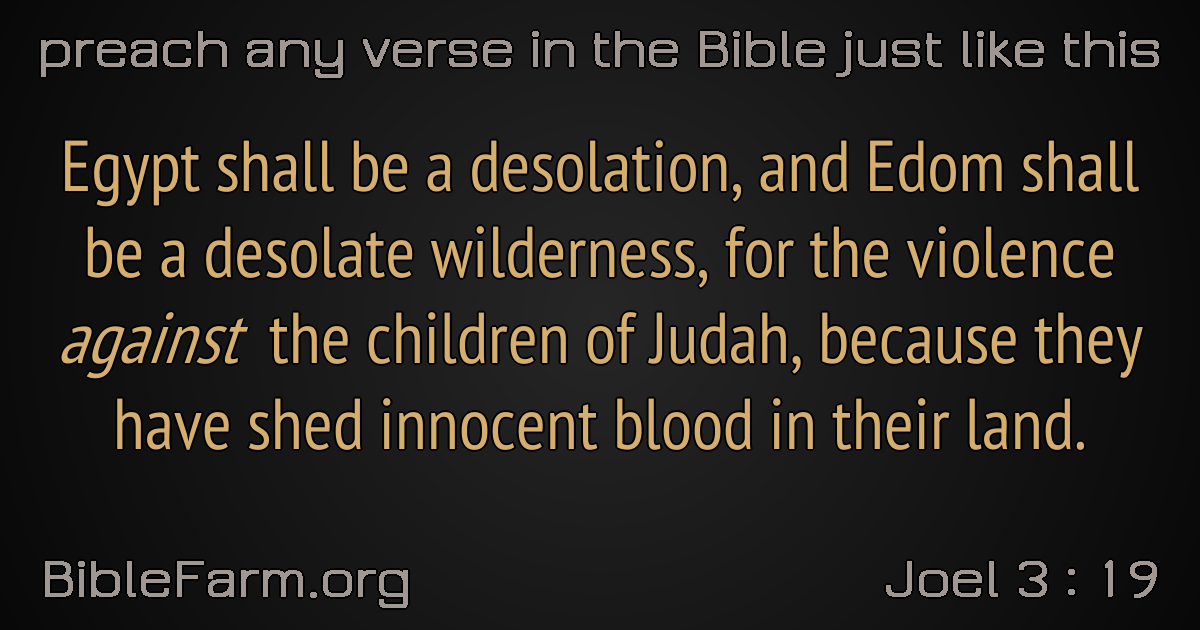 preach any verse in the Bible just like this
Egypt shall be a desolation, and Edom shall
be a desolate wilderness, for the violence
against the children of Judah, because they
have shed innocent blood in their land.
BibleFarm.org
Joel 3 : 19